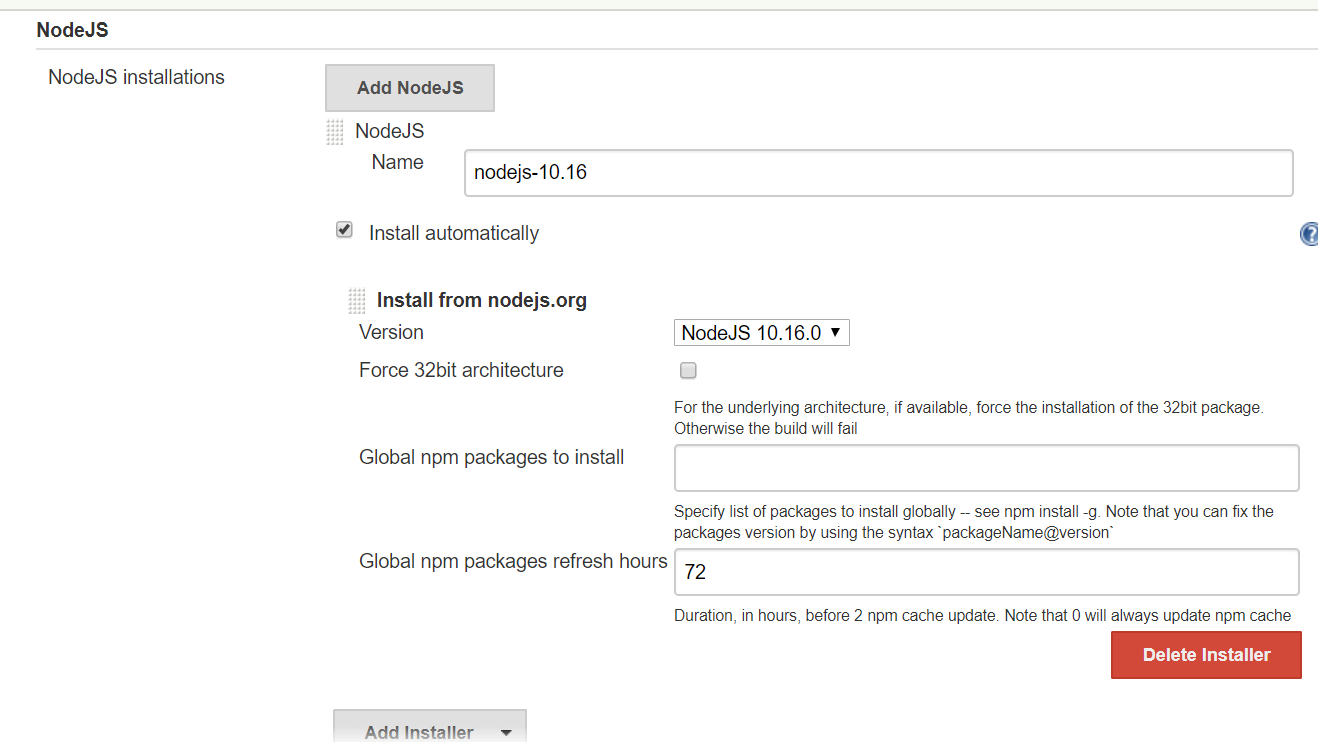 NodeJS
NodeJS installations
Add NodeJS
NodeJS
Name
nodejs-10.16
Install automatically
?
Install from nodejs.org
Version
NodeJS 10.16.0
Force 32bit architecture
For the underlying architecture, if available, force the installation of the 32bit package.
Otherwise the build will fail
Global npm packages to install
Specify list of packages to install globally -- see npm install -g. Note that you can fix the
packages version by using the syntax `packageName@version`
Global npm packages refresh hours
72
Duration, in hours, before 2 npm cache update. Note that 0 will always update npm cache
Delete Installer
Add Installer